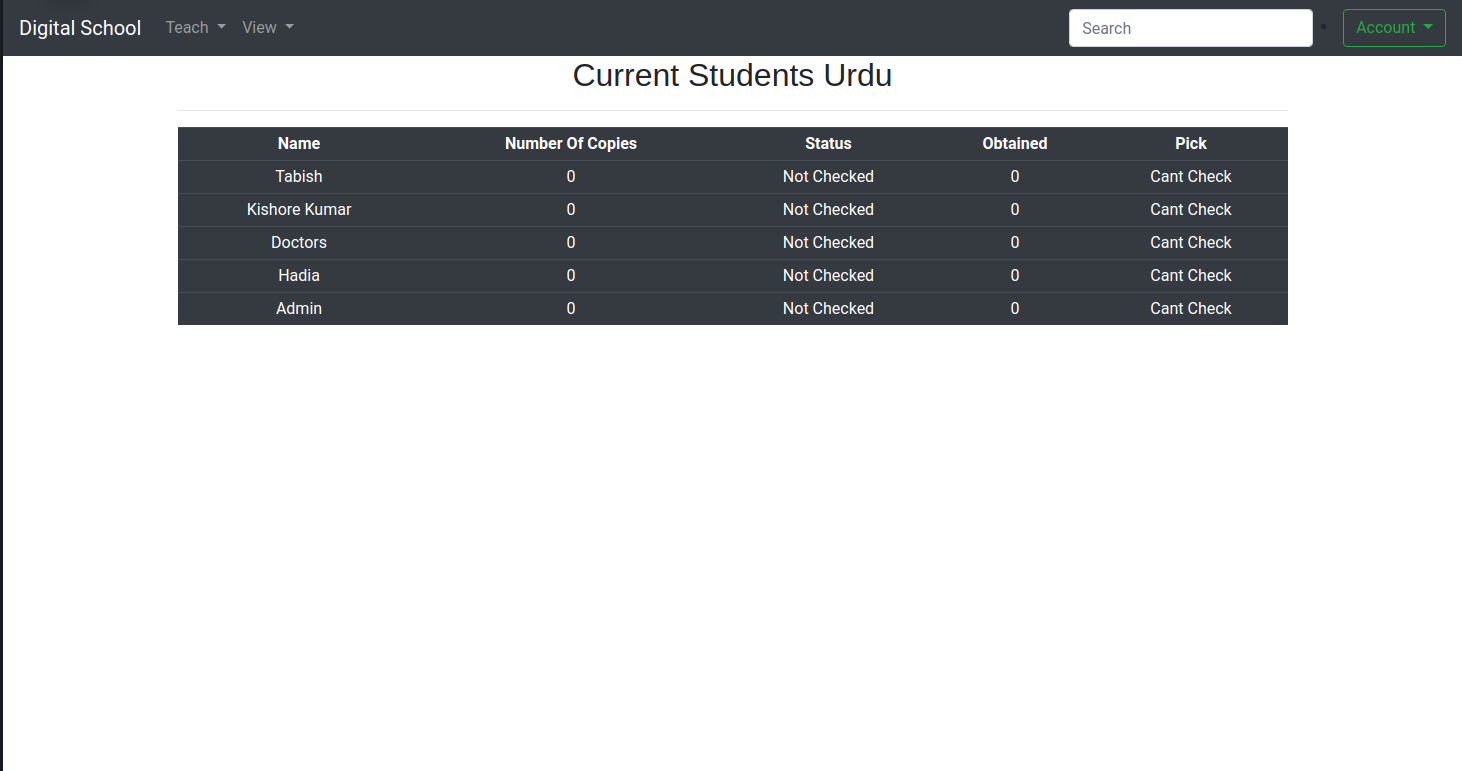 Digital School Teach View Search Account
Current Students Urdu
Name Number Of Copies Status Obtained Pick
Tabish 0 Not Checked 0 Cant Check
Kishore Kumar 0 Not Checked 0 Cant Check
Doctors 0 Not Checked 0 Cant Check
Hadia 0 Not Checked 0 Cant Check
Admin 0 Not Checked 0 Cant Check